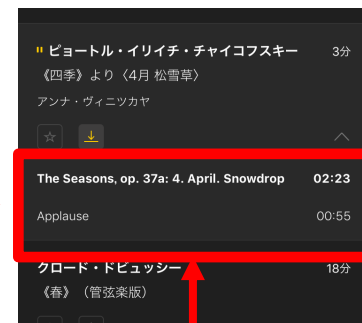 ピョートル・イリイチ・チャイコフスキー 3分
《四季》より〈4月 松雪草〉
アンナ・ヴィニツカヤ
The Seasons, op. 37a: 4. April. Snowdrop 02:23
Applause 00:55
クロード・ドビュッシー 18分
《春》（管弦楽版）